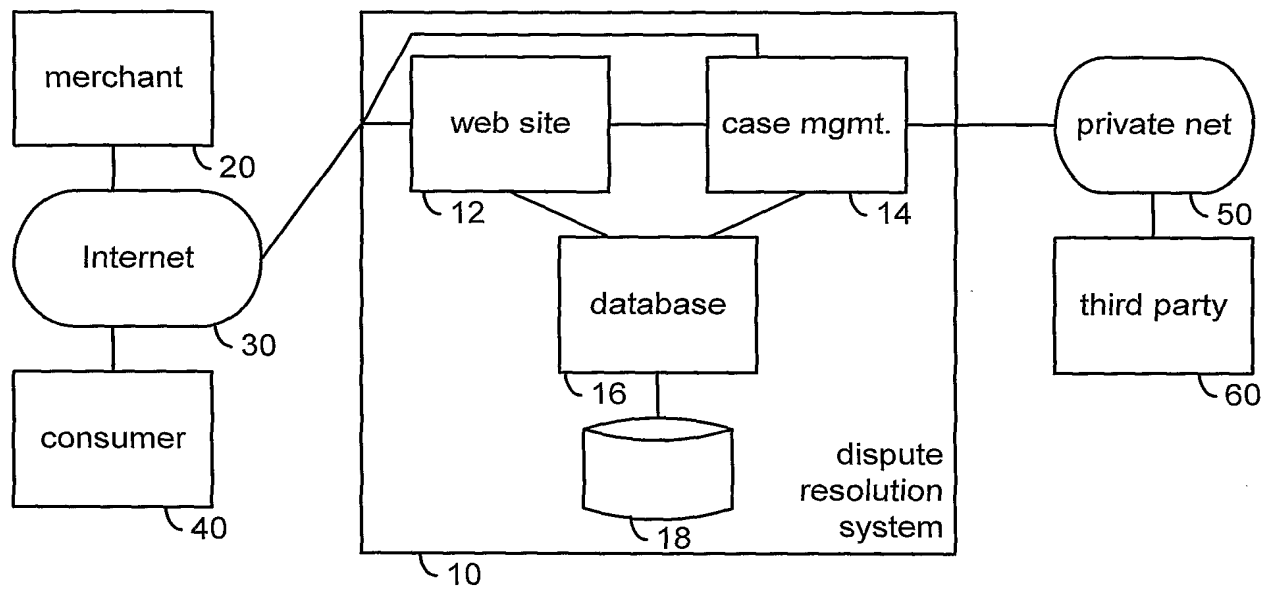 merchant
20
Internet
30
consumer
40
web site
12
case mgmt.
14
database
16
18
dispute
resolution
system
10
private net
50
third party
60